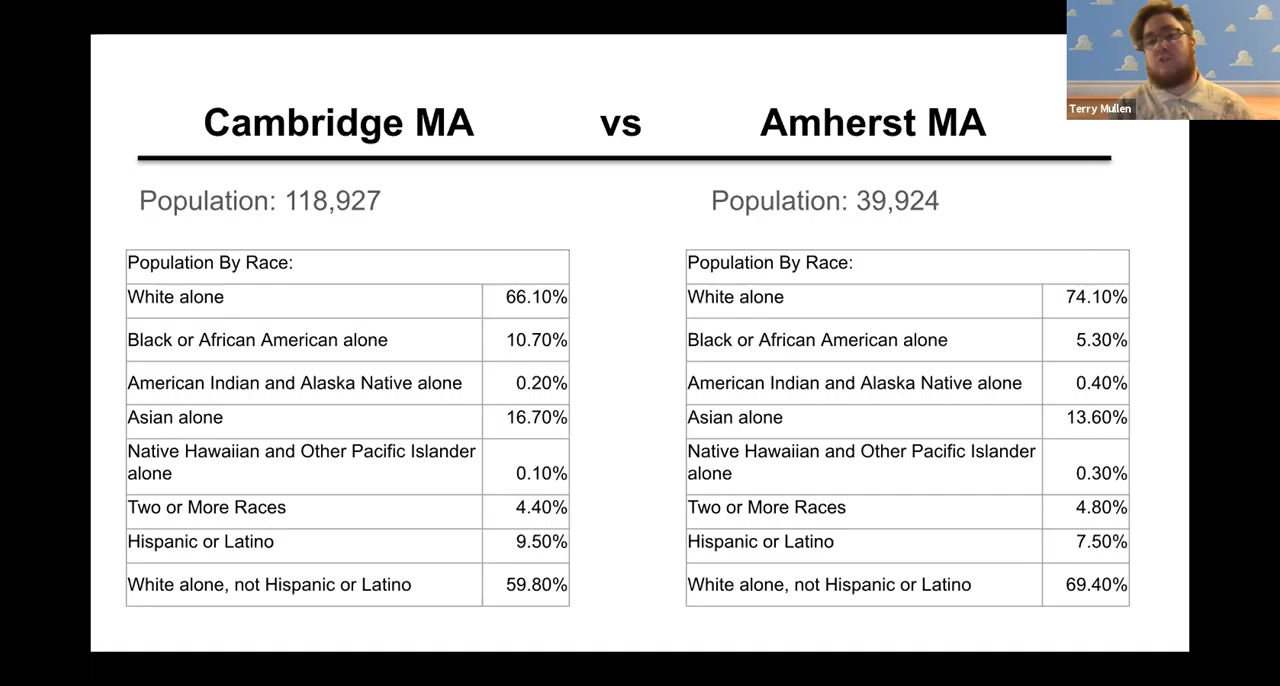 Cambridge MA vs Amherst MA
Terry Mullen
Population: 118,927
Population By Race:
White alone 66.10%
Black or African American alone 10.70%
American Indian and Alaska Native alone 0.20%
Asian alone 16.70%
Native Hawaiian and Other Pacific Islander
alone 0.10%
Two or More Races 4.40%
Hispanic or Latino 9.50%
White alone, not Hispanic or Latino 59.80%
Population: 39,924
Population By Race:
White alone 74.10%
Black or African American alone 5.30%
American Indian and Alaska Native alone 0.40%
Asian alone 13.60%
Native Hawaiian and Other Pacific Islander
alone 0.30%
Two or More Races 4.80%
Hispanic or Latino 7.50%
White alone, not Hispanic or Latino 69.40%